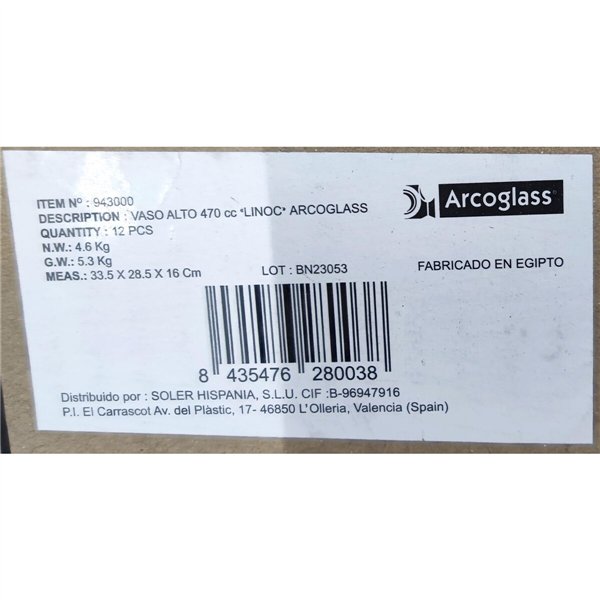 Arcoglass
ITEM Nº : 943000
DESCRIPTION : VASO ALTO 470 cc *LINOC* ARCOGLASS
QUANTITY : 12 PCS
N.W.: 4.6 Kg
G.W.: 5.3 Kg
MEAS.: 33.5 X 28.5 X 16 Cm
LOT : BN23053
FABRICADO EN EGIPTO
8 435476 280038
Distribuido por : SOLER HISPANIA, S.L.U. CIF :B-96947916
P.I. El Carrascot Av. del Plàstic, 17- 46850 L'Olleria, Valencia (Spain)